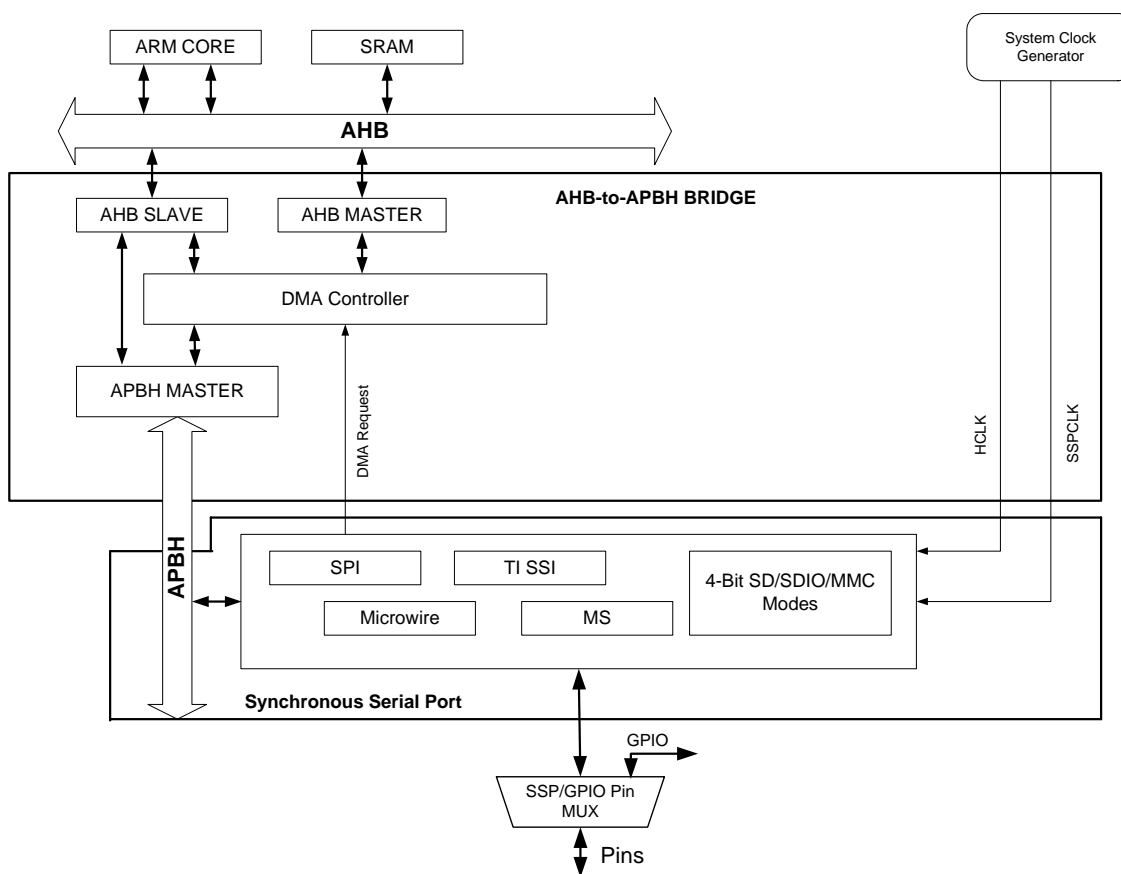 ARM CORE
SRAM
System Clock
Generator
AHB
AHB-to-APBH BRIDGE
AHB SLAVE
AHB MASTER
DMA Controller
APBH MASTER
DMA Request
HCLK
SSPCLK
APBH
SPI
TI SSI
4-Bit SD/SDIO/MMC
Modes
Microwire
MS
Synchronous Serial Port
GPIO
SSP/GPIO Pin
MUX
Pins